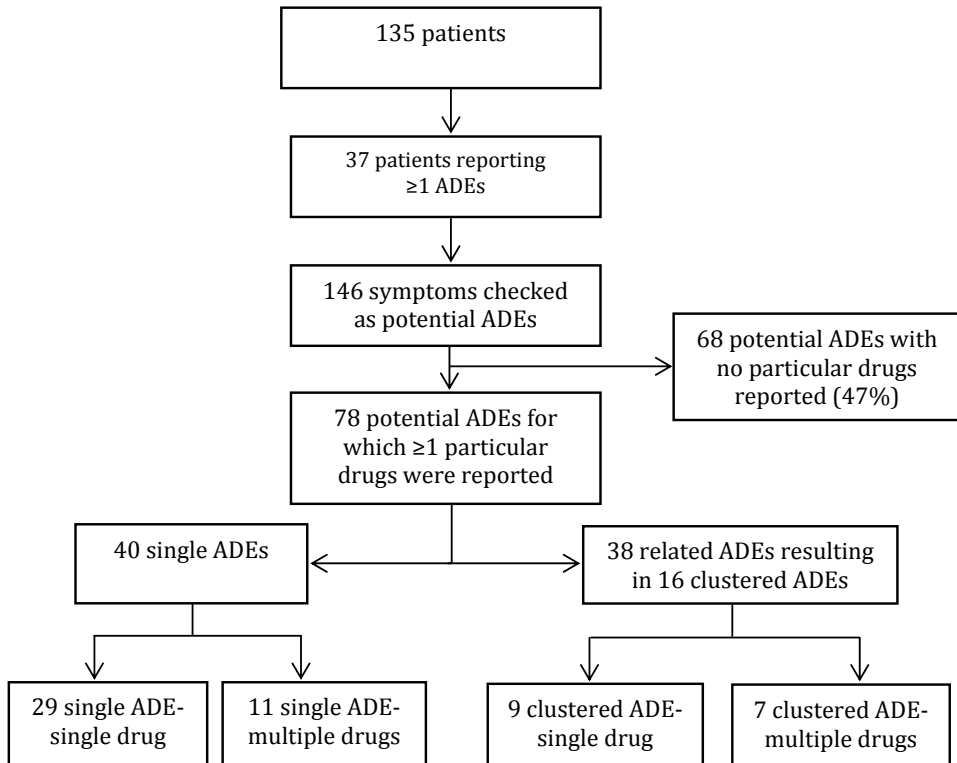 135 patients
37 patients reporting
≥1 ADEs
146 symptoms checked
as potential ADEs
68 potential ADEs with
no particular drugs
reported (47%)
78 potential ADEs for
which ≥1 particular
drugs were reported
40 single ADEs
38 related ADEs resulting
in 16 clustered ADEs
29 single ADE-
single drug
11 single ADE-
multiple drugs
9 clustered ADE-
single drug
7 clustered ADE-
multiple drugs